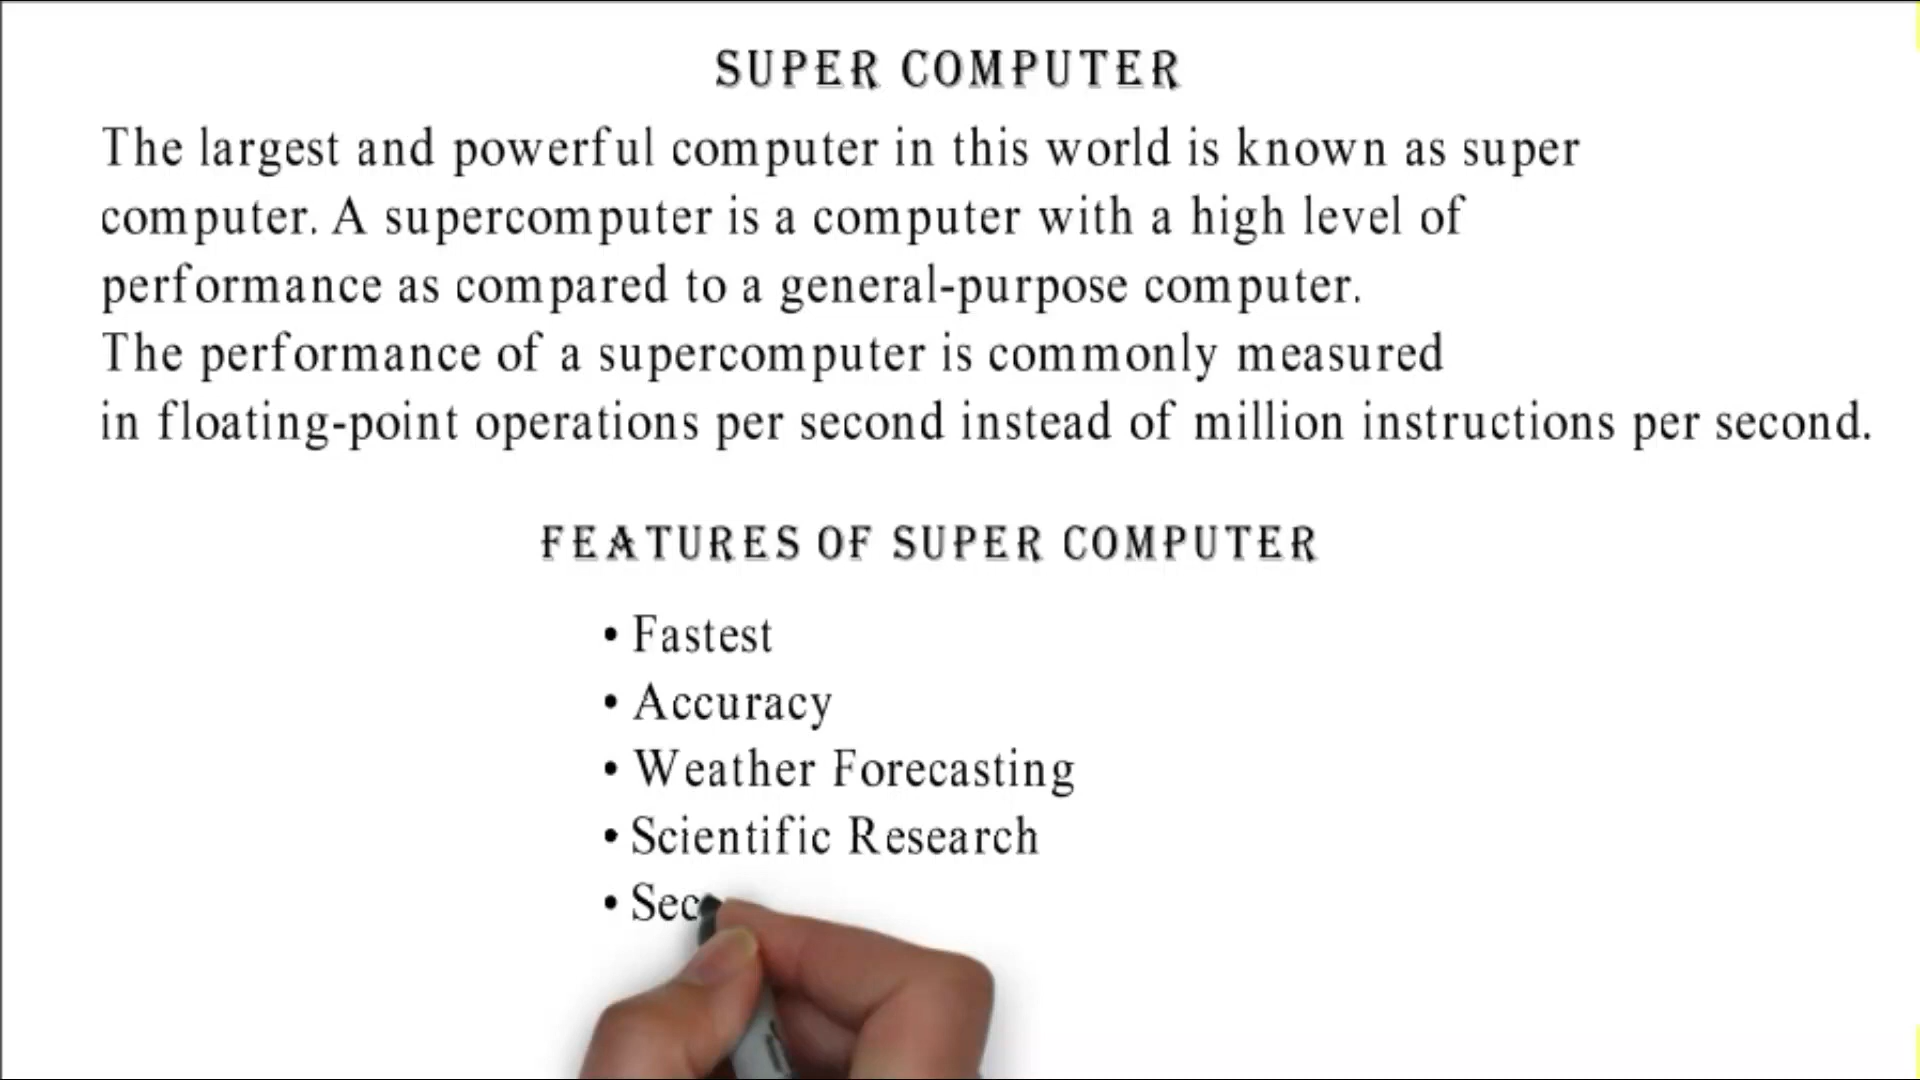 SUPER COMPUTER
The largest and powerful computer in this world is known as super
computer. A supercomputer is a computer with a high level of
performance as compared to a general-purpose computer.
The performance of a supercomputer is commonly measured
in floating-point operations per second instead of million instructions per second.
FEATURES OF SUPER COMPUTER
• Fastest
• Accuracy
• Weather Forecasting
• Scientific Research
• Sec